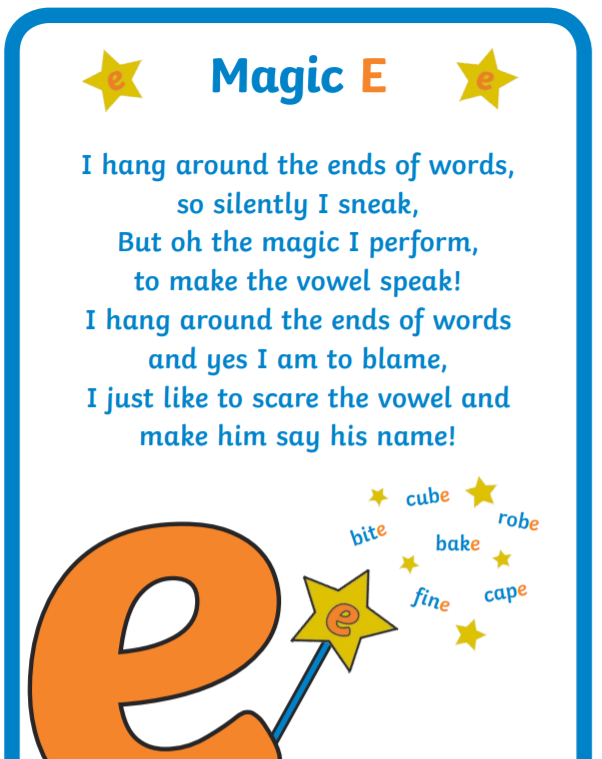 e
Magic E
e
I hang around the ends of words,
so silently I sneak,
But oh the magic I perform,
to make the vowel speak!
I hang around the ends of words
and yes I am to blame,
I just like to scare the vowel and
make him say his name!
cube
robe
bite
bake
fine
cape
e
e